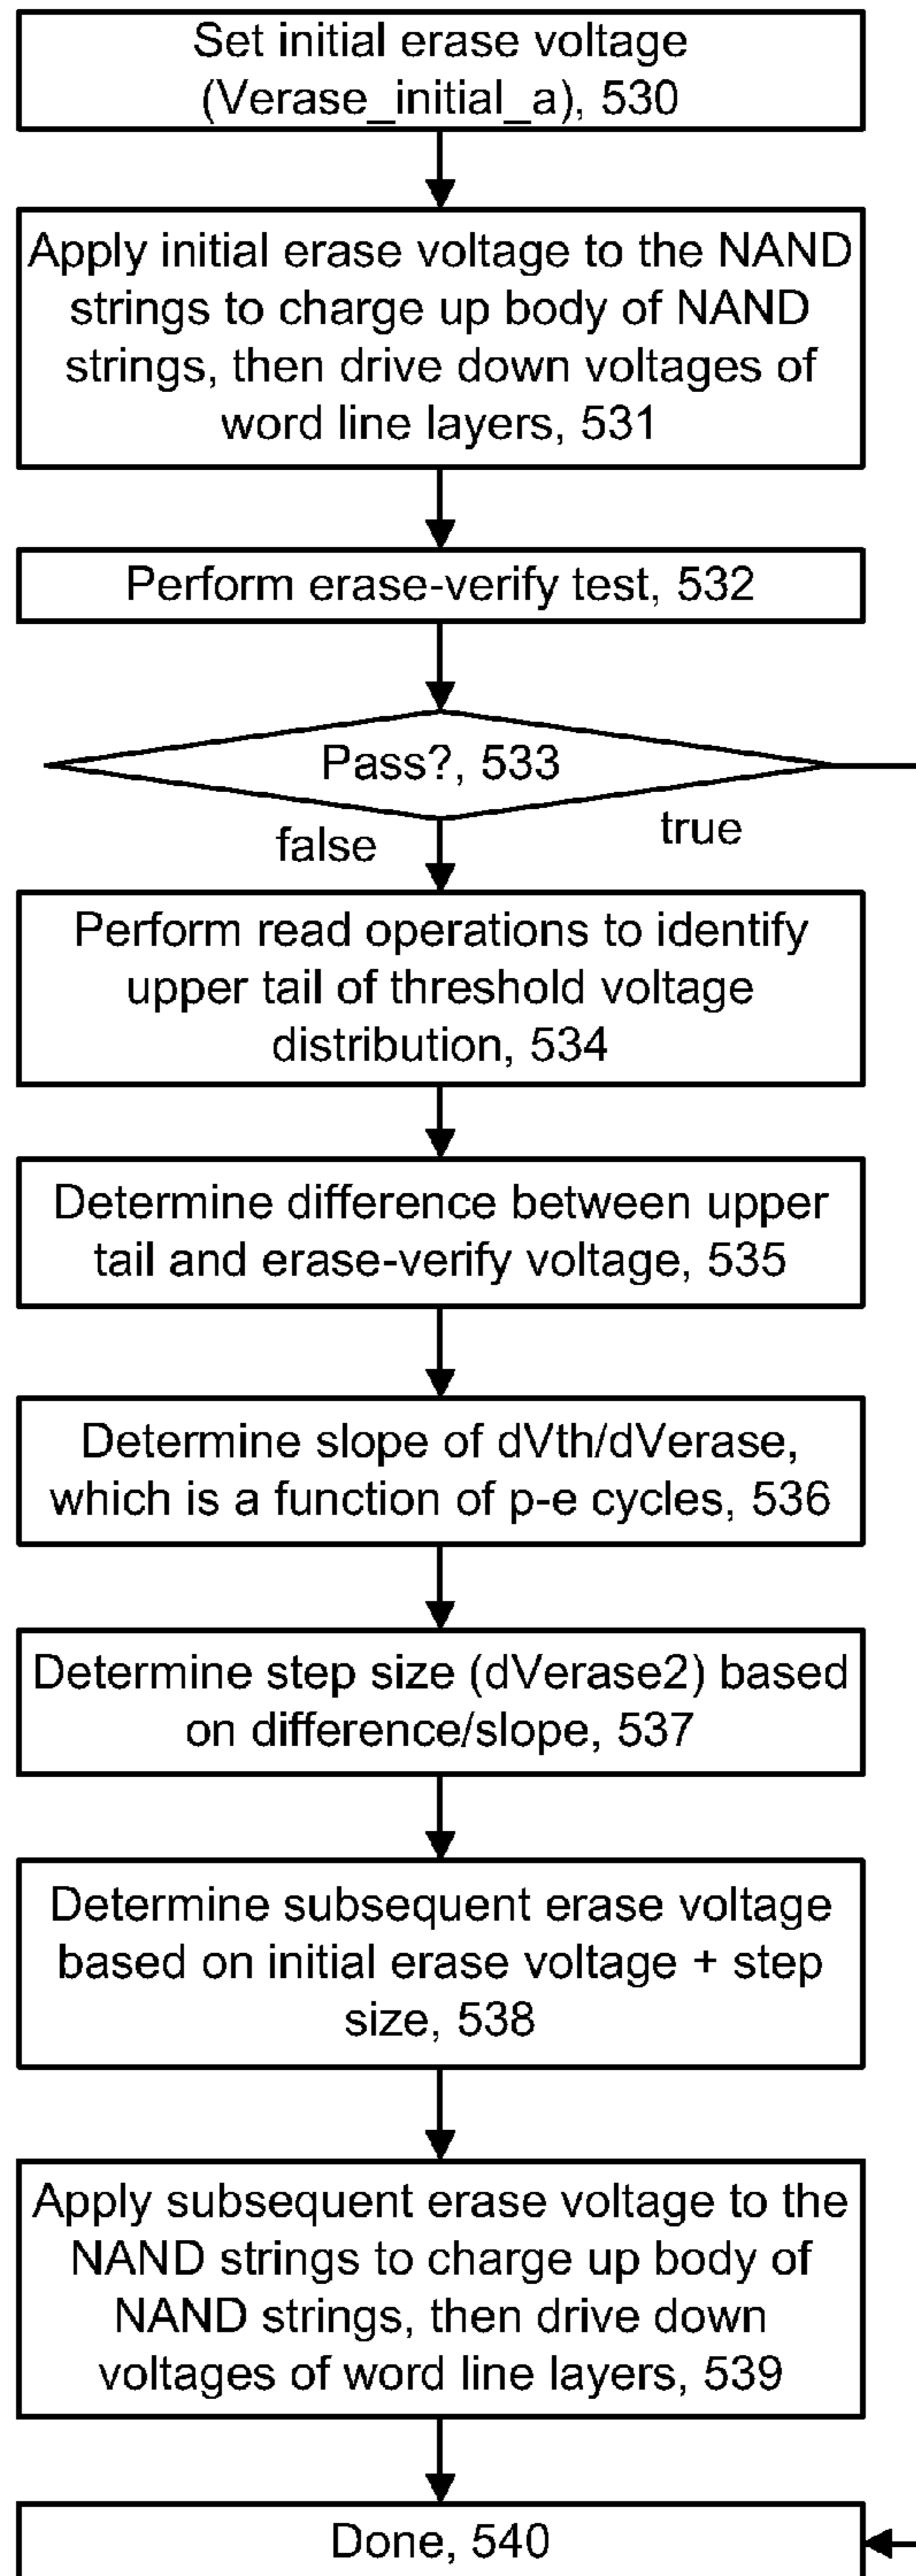 Set initial erase voltage
(Verase_initial_a), 530
Apply initial erase voltage to the NAND
strings to charge up body of NAND
strings, then drive down voltages of
word line layers, 531
Perform erase-verify test, 532
Pass?, 533
false
true
Perform read operations to identify
upper tail of threshold voltage
distribution, 534
Determine difference between upper
tail and erase-verify voltage, 535
Determine slope of dVth/dVerase,
which is a function of p-e cycles, 536
Determine step size (dVerase2) based
on difference/slope, 537
Determine subsequent erase voltage
based on initial erase voltage + step
size, 538
Apply subsequent erase voltage to the
NAND strings to charge up body of
NAND strings, then drive down
voltages of word line layers, 539
Done, 540